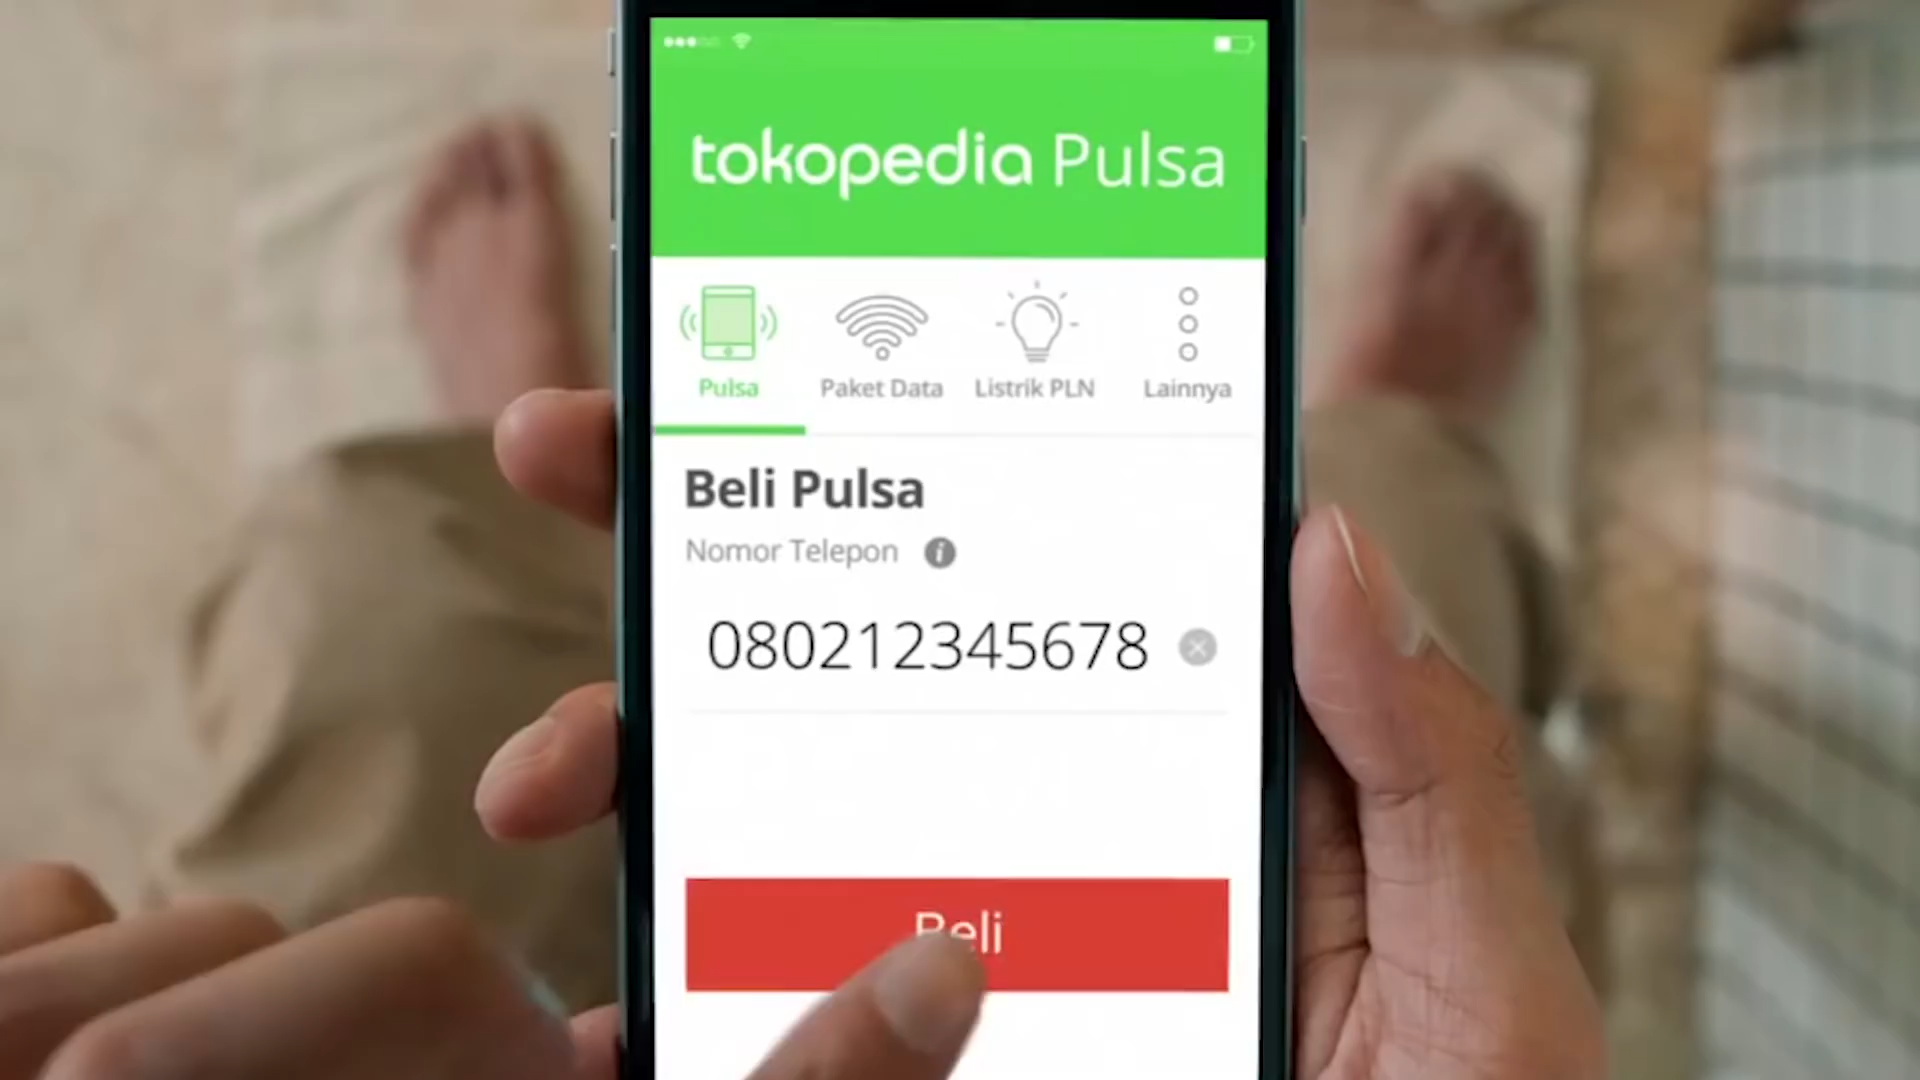 tokopedia Pulsa
Pulsa
Paket Data
Listrik PLN
Lainnya
Beli Pulsa
Nomor Telepon
080212345678
Beli